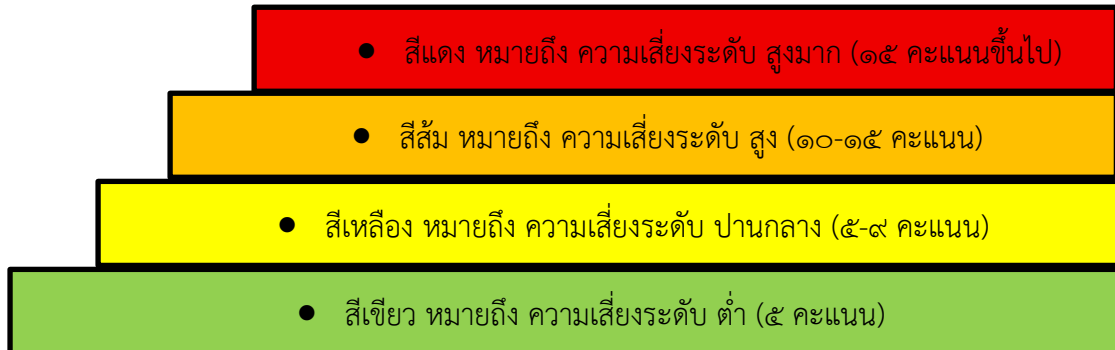 ● สีแดง หมายถึง ความเสี่ยงระดับ สูงมาก (๑๕ คะแนนขึ้นไป)
● สีส้ม หมายถึง ความเสี่ยงระดับ สูง (๑๐-๑๕ คะแนน)
● สีเหลือง หมายถึง ความเสี่ยงระดับ ปานกลาง (๕-๙ คะแนน)
● สีเขียว หมายถึง ความเสี่ยงระดับ ต่ำ (๕ คะแนน)